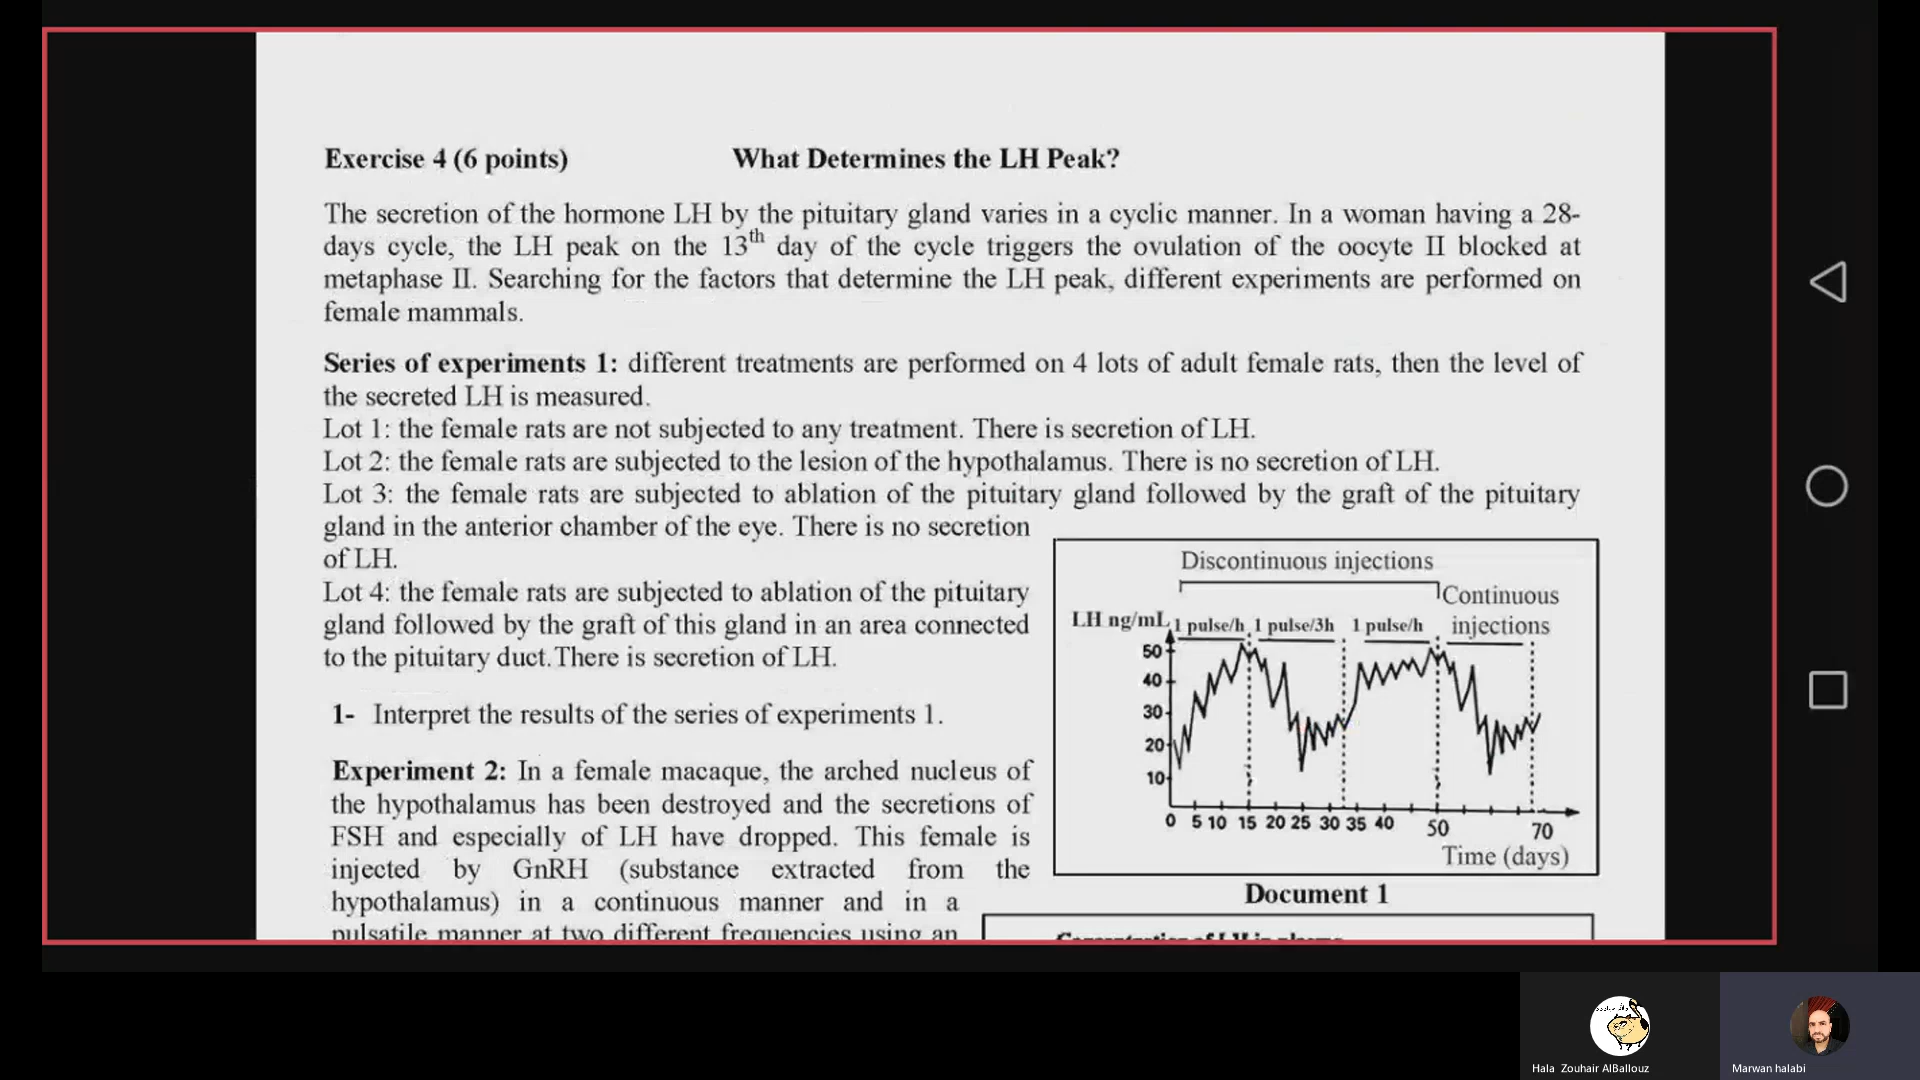 Exercise 4 (6 points) What Determines the LH Peak?
The secretion of the hormone LH by the pituitary gland varies in a cyclic manner. In a woman having a 28-
days cycle, the LH peak on the 13th day of the cycle triggers the ovulation of the oocyte II blocked at
metaphase II. Searching for the factors that determine the LH peak, different experiments are performed on
female mammals.
Series of experiments 1: different treatments are performed on 4 lots of adult female rats, then the level of
the secreted LH is measured.
Lot 1: the female rats are not subjected to any treatment. There is secretion of LH.
Lot 2: the female rats are subjected to the lesion of the hypothalamus. There is no secretion of LH.
Lot 3: the female rats are subjected to ablation of the pituitary gland followed by the graft of the pituitary
gland in the anterior chamber of the eye. There is no secretion
of LH.
Lot 4: the female rats are subjected to ablation of the pituitary
gland followed by the graft of this gland in an area connected
to the pituitary duct.There is secretion of LH.
1- Interpret the results of the series of experiments 1.
Experiment 2: In a female macaque, the arched nucleus of
the hypothalamus has been destroyed and the secretions of
FSH and especially of LH have dropped. This female is
injected by GnRH (substance extracted from the
hypothalamus) in a continuous manner and in a
pulsatile manner at two different frequencies using an
Discontinuous injections
Continuous
injections
LH ng/mL 1 pulse/h 1 pulse/3h 1 pulse/h
50
40
30
20
10
0 5 10 15 20 25 30 35 40 50 70
Time (days)
Document 1
Concentration of LH in plasma
Hala Zouhair AlBallouz
Marwan halabi